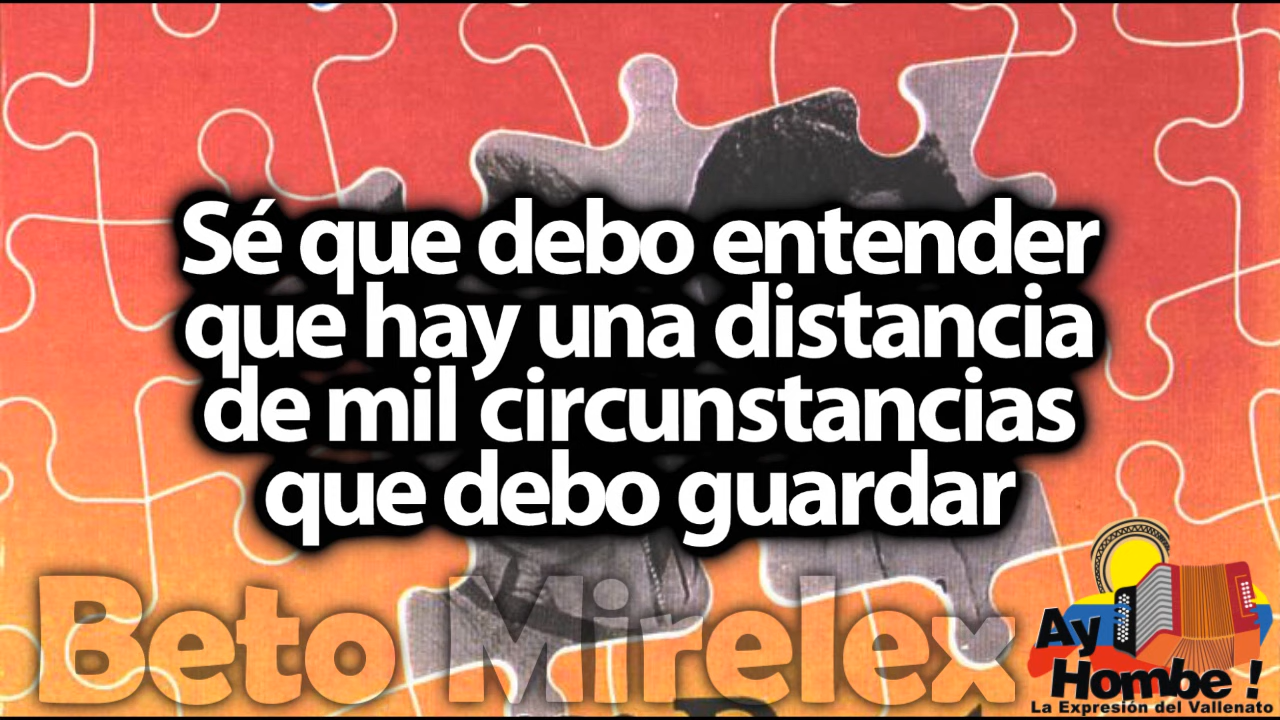 Sé que debo entender
que hay una distancia
de mil circunstancias
que debo guardar
Beto Mirelex
Ay
Hombe !
La Expresión del Vallenato